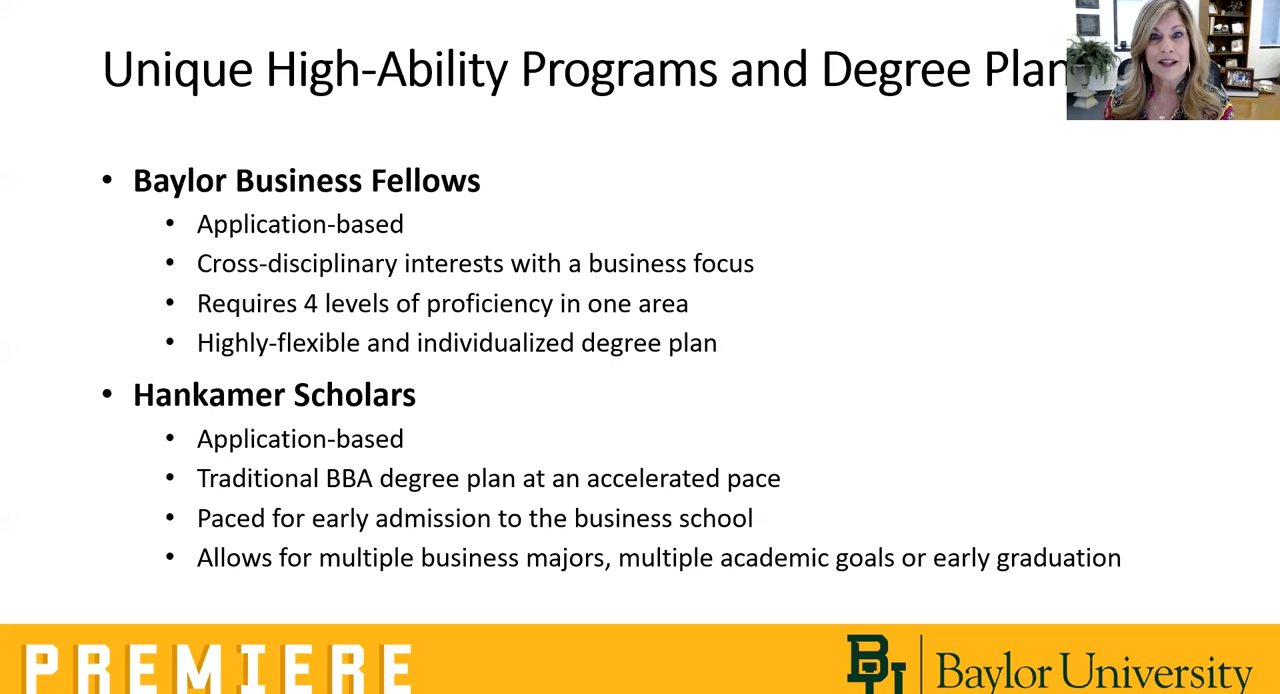 Unique High-Ability Programs and Degree Plan
• Baylor Business Fellows
• Application-based
• Cross-disciplinary interests with a business focus
• Requires 4 levels of proficiency in one area
• Highly-flexible and individualized degree plan
• Hankamer Scholars
• Application-based
• Traditional BBA degree plan at an accelerated pace
• Paced for early admission to the business school
• Allows for multiple business majors, multiple academic goals or early graduation
PREMIERE
BU | Baylor University